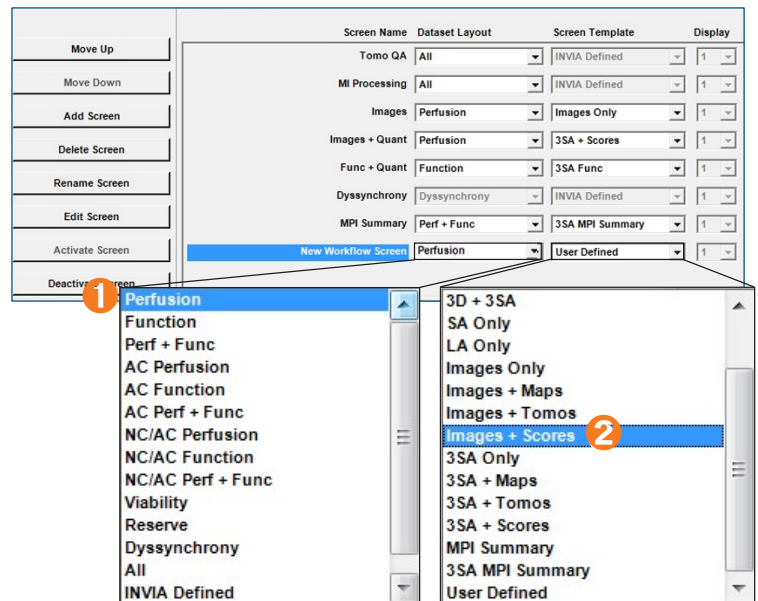 Screen Name Dataset Layout Screen Template Display
Move Up
Move Down
Add Screen
Delete Screen
Rename Screen
Edit Screen
Activate Screen
Tomo QA All INVIA Defined 1
MI Processing All INVIA Defined 1
Images Perfusion Images Only 1
Images + Quant Perfusion 3SA + Scores 1
Func + Quant Function 3SA Func 1
Dyssynchrony Dyssynchrony INVIA Defined 1
MPI Summary Perf + Func 3SA MPI Summary 1
New Workflow Screen Perfusion User Defined 1
1
Perfusion
Function
Perf + Func
AC Perfusion
AC Function
AC Perf + Func
NC/AC Perfusion
NC/AC Function
NC/AC Perf + Func
Viability
Reserve
Dyssynchrony
All
INVIA Defined
3D + 3SA
SA Only
LA Only
Images Only
Images + Maps
Images + Tomos
Images + Scores 2
3SA Only
3SA + Maps
3SA + Tomos
3SA + Scores
MPI Summary
3SA MPI Summary
User Defined